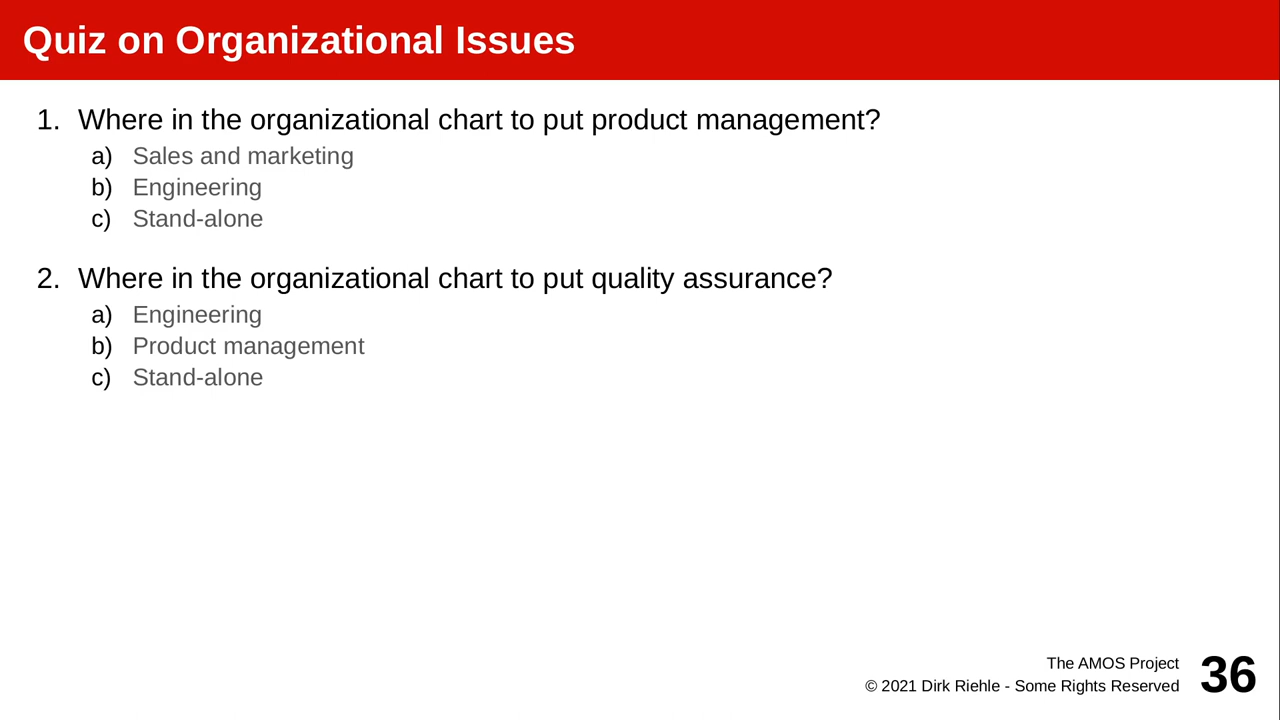 Quiz on Organizational Issues
1. Where in the organizational chart to put product management?
a) Sales and marketing
b) Engineering
c) Stand-alone
2. Where in the organizational chart to put quality assurance?
a) Engineering
b) Product management
c) Stand-alone
The AMOS Project
© 2021 Dirk Riehle - Some Rights Reserved
36